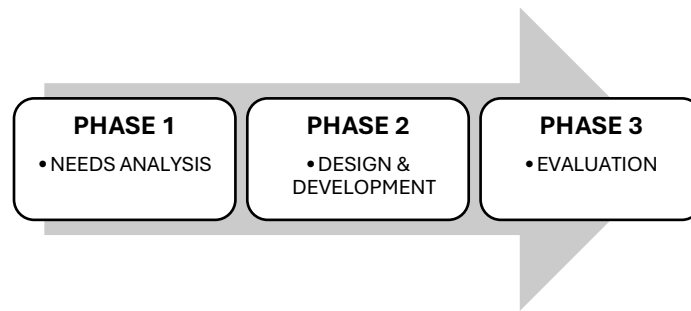 PHASE 1
• NEEDS ANALYSIS
PHASE 2
• DESIGN &
DEVELOPMENT
PHASE 3
• EVALUATION